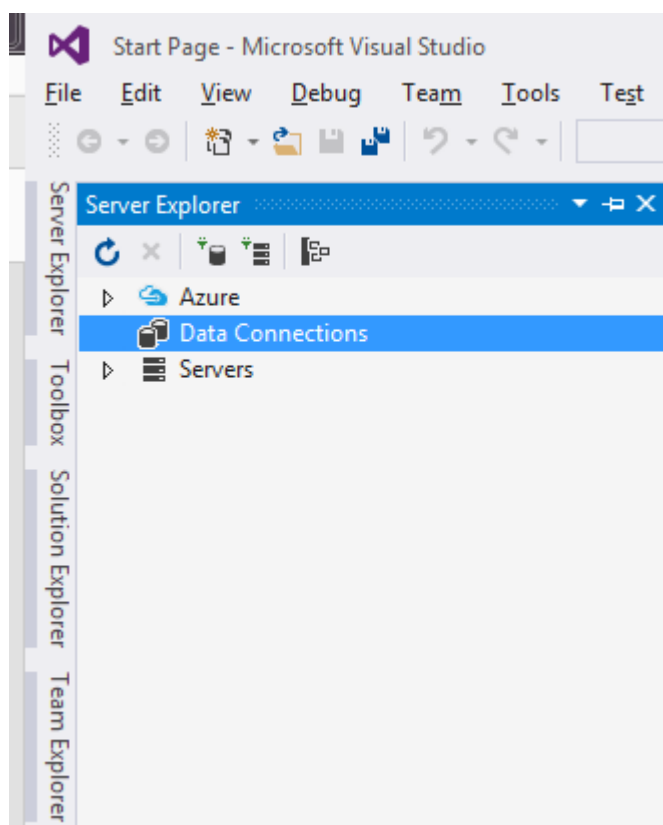 Start Page - Microsoft Visual Studio
File Edit View Debug Team Tools Test
Server Explorer
Azure
Data Connections
Servers
Server Explorer
Toolbox
Solution Explorer
Team Explorer